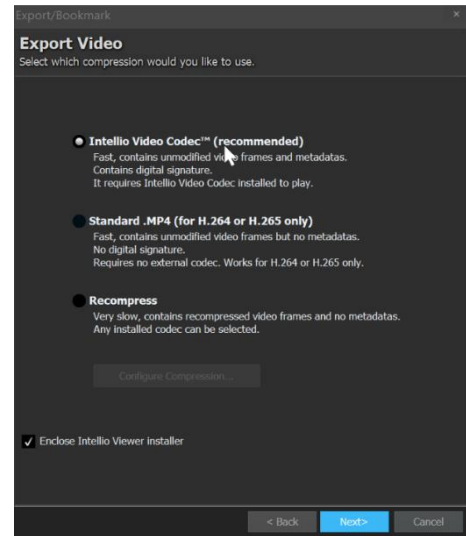 Export/Bookmark
Export Video
Select which compression would you like to use.
Intellio Video Codec™ (recommended)
Fast, contains unmodified video frames and metadatas.
Contains digital signature.
It requires Intellio Video Codec installed to play.
Standard .MP4 (for H.264 or H.265 only)
Fast, contains unmodified video frames but no metadatas.
No digital signature.
Requires no external codec. Works for H.264 or H.265 only.
Recompress
Very slow, contains recompressed video frames and no metadatas.
Any installed codec can be selected.
Configure Compression...
Enclose Intellio Viewer installer
< Back Next> Cancel